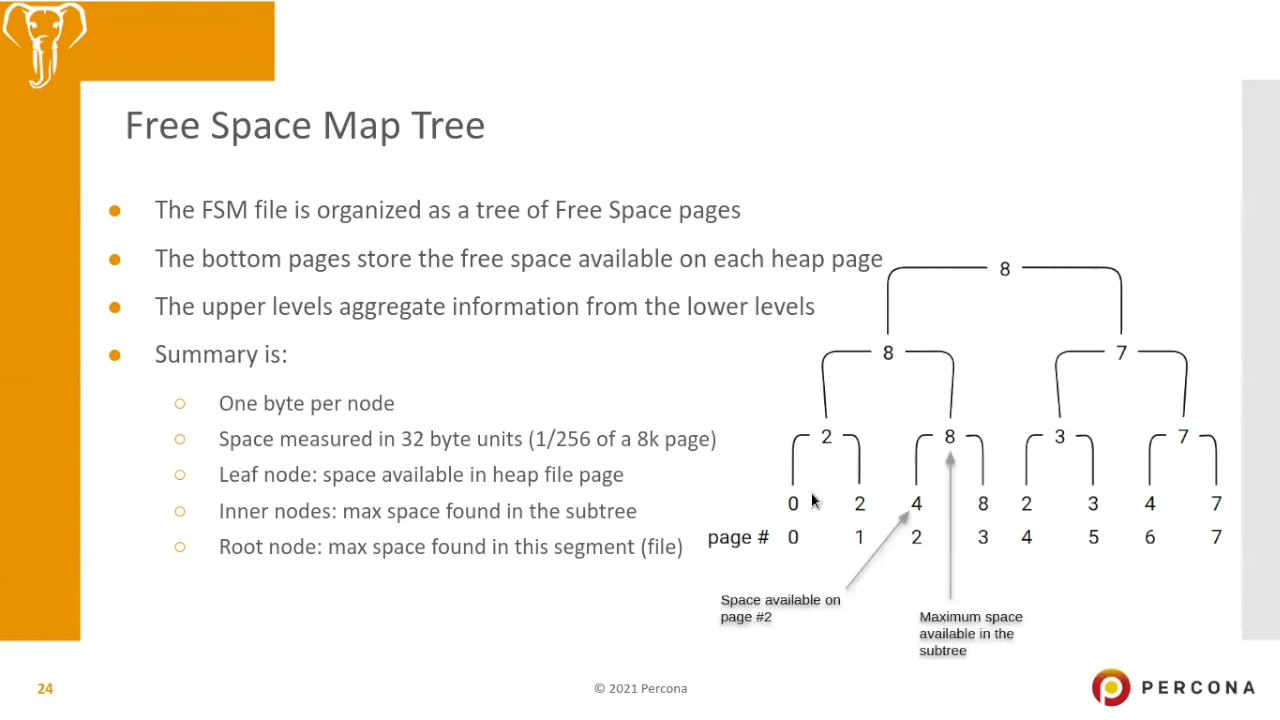 Free Space Map Tree
● The FSM file is organized as a tree of Free Space pages
● The bottom pages store the free space available on each heap page
● The upper levels aggregate information from the lower levels
● Summary is:
○ One byte per node
○ Space measured in 32 byte units (1/256 of a 8k page)
○ Leaf node: space available in heap file page
○ Inner nodes: max space found in the subtree
○ Root node: max space found in this segment (file)
8
8 7
2 8 3 7
0 2 4 8 2 3 4 7
page # 0 1 2 3 4 5 6 7
Space available on
page #2
Maximum space
available in the
subtree
24
© 2021 Percona
PERCONA